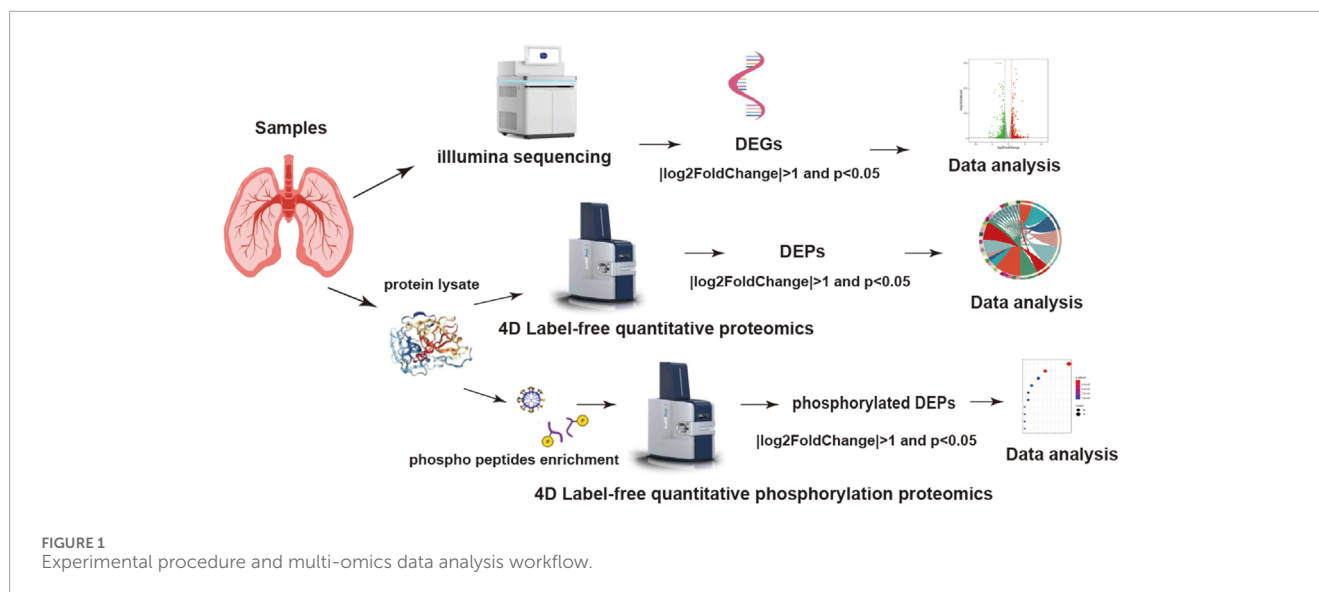 Samples
illlumina sequencing
DEGs
|log2FoldChange|>1 and p<0.05
Data analysis
protein lysate
4D Label-free quantitative proteomics
DEPs
|log2FoldChange|>1 and p<0.05
Data analysis
P
P
phospho peptides enrichment
4D Label-free quantitative phosphorylation proteomics
phosphorylated DEPs
|log2FoldChange|>1 and p<0.05
Data analysis
FIGURE 1
Experimental procedure and multi-omics data analysis workflow.